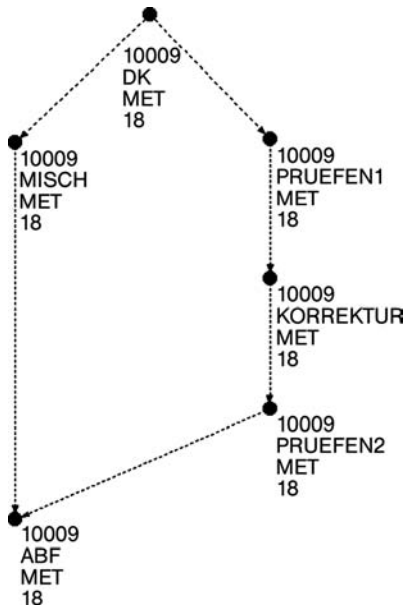 10009
DK
MET
18
10009
MISCH
MET
18
10009
PRUEFEN1
MET
18
10009
KORREKTUR
MET
18
10009
PRUEFEN2
MET
18
10009
ABF
MET
18